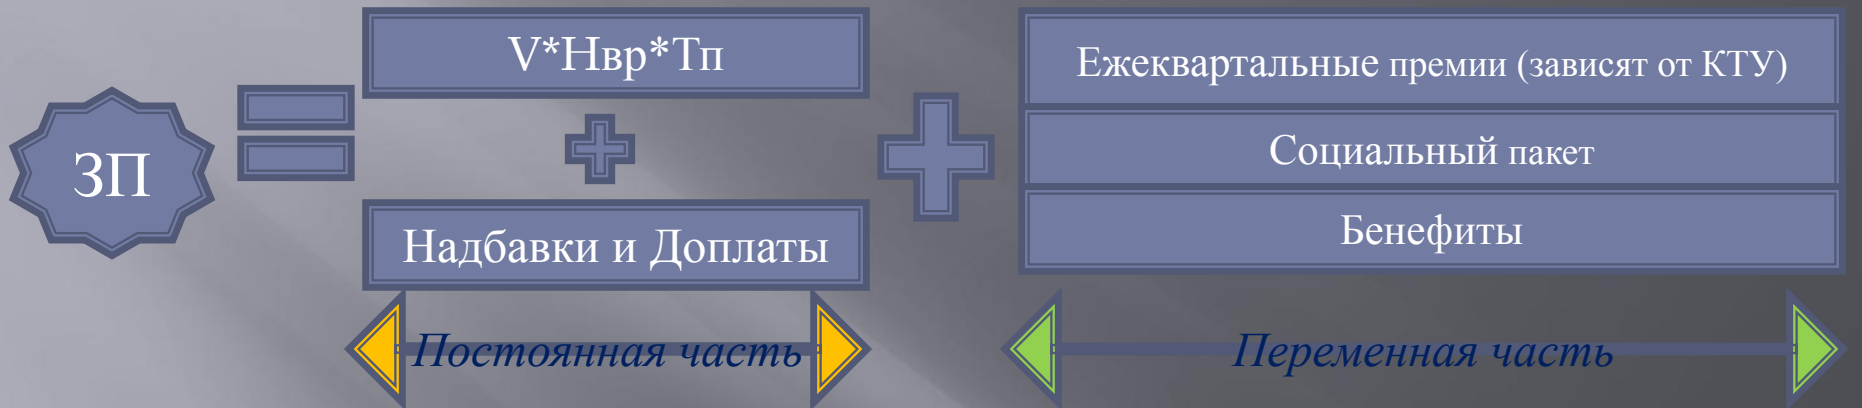 ЗП
V*Нвр*Тп
Надбавки и Доплаты
Постоянная часть
Ежеквартальные премии (зависят от КТУ)
Социальный пакет
Бенефиты
Переменная часть